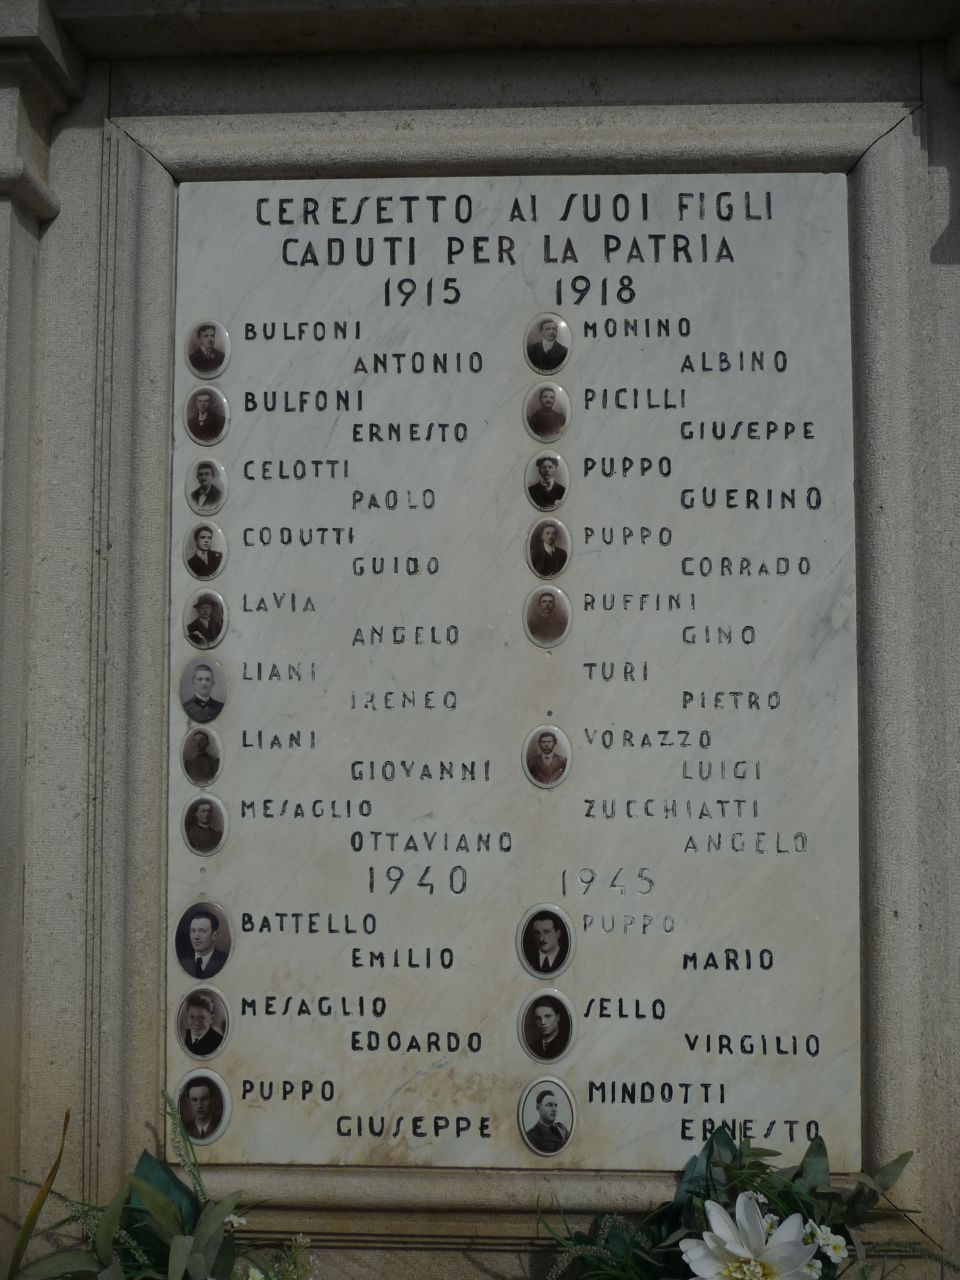 CERESETTO AI SUOI FIGLI
CADUTI PER LA PATRIA
1915 1918
BULFONI
ANTONIO
BULFONI
ERNESTO
CELOTTI
PAOLO
CODUTTI
GUIDO
LAVIA
ANGELO
LIANI
IRENEO
LIANI
GIOVANNI
MESAGLIO
OTTAVIANO
MONINO
ALBINO
PICILLI
GIUSEPPE
PUPPO
GUERINO
PUPPO
CORRADO
RUFFINI
GINO
TURI
PIETRO
VORAZZO
LUIGI
ZUCCHIATTI
ANGELO
1940 1945
BATTELLO
EMILIO
MESAGLIO
EDOARDO
PUPPO
GIUSEPPE
PUPPO
MARIO
SELLO
VIRGILIO
MINDOTTI
ERNESTO